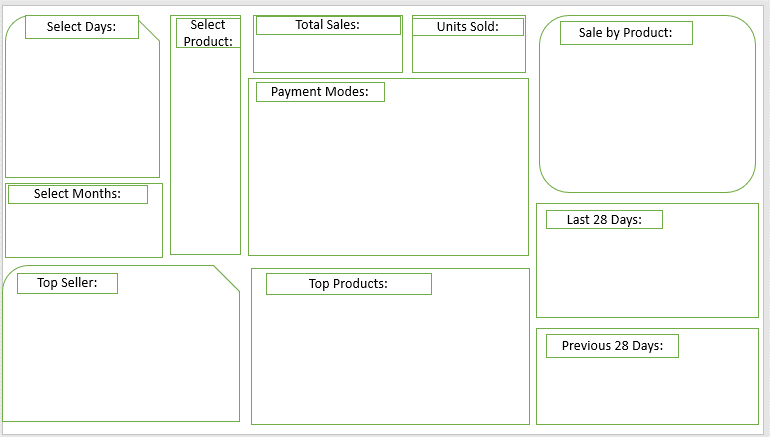 Select Days:
Select
Product:
Total Sales:
Units Sold:
Sale by Product:
Payment Modes:
Select Months:
Last 28 Days:
Top Seller:
Top Products:
Previous 28 Days: